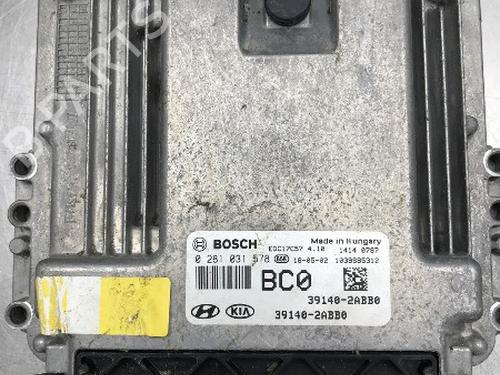 B-PARTS
BOSCH
EDC17C57 4.10
Made in Hungary
1414 0787
0 281 031 578
18-05-02
1039S85312
BC0
39140-2ABB0
KIA
39140-2ABB0